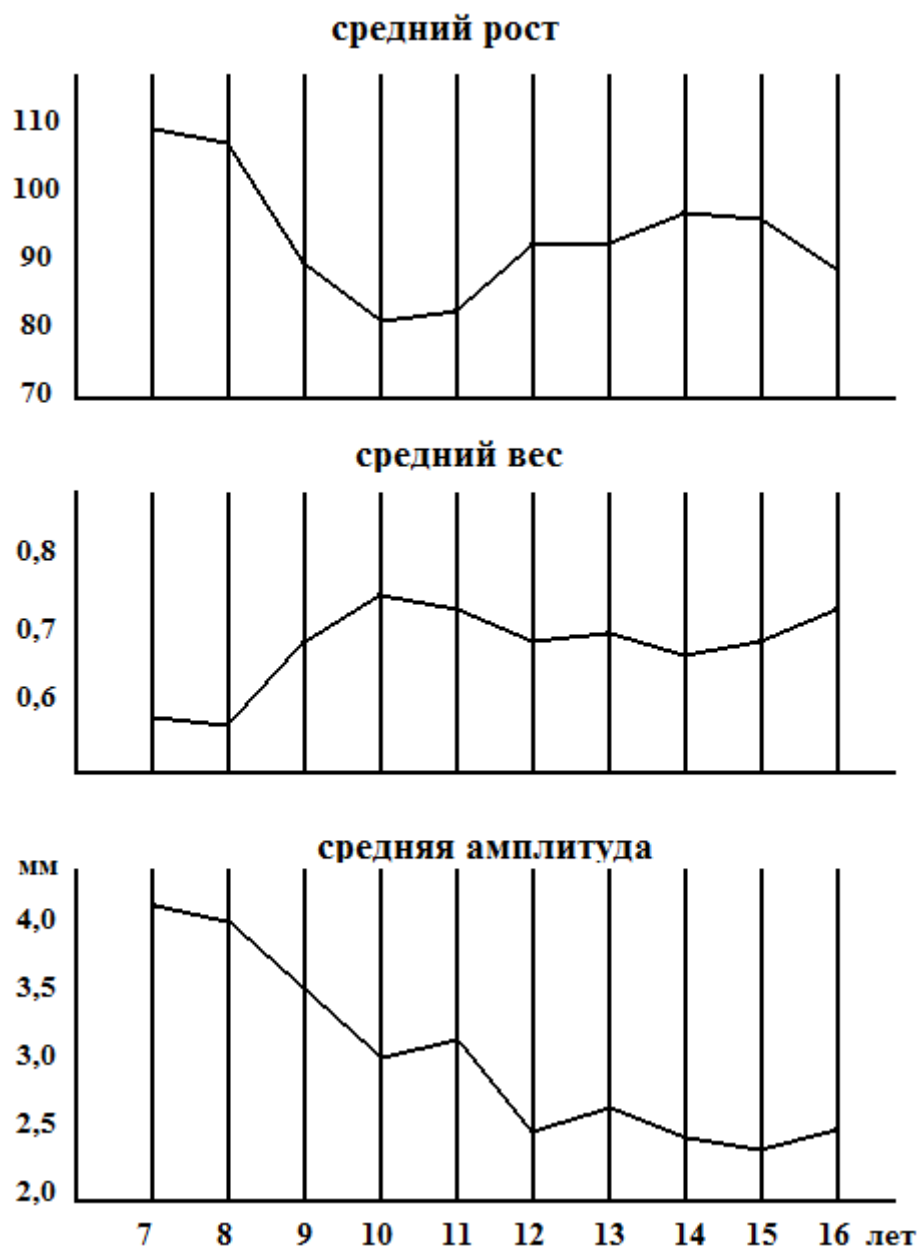 средний рост
110
100
90
80
70
средний вес
0,8
0,7
0,6
средняя амплитуда
мм
4,0
3,5
3,0
2,5
2,0
7 8 9 10 11 12 13 14 15 16 лет